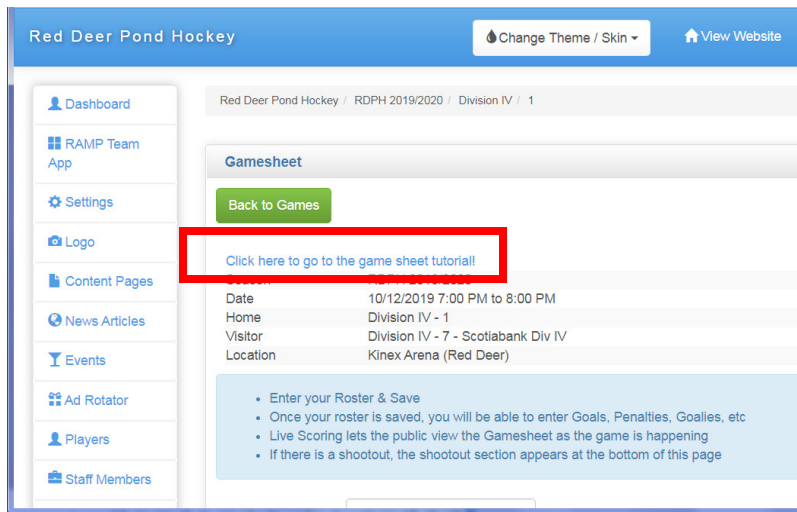 Red Deer Pond Hockey
Change Theme / Skin
View Website
Dashboard
RAMP Team
App
Settings
Logo
Content Pages
News Articles
Events
Ad Rotator
Players
Staff Members
Red Deer Pond Hockey / RDPH 2019/2020 / Division IV / 1
Gamesheet
Back to Games
Click here to go to the game sheet tutorial!
Season RDPH 2019/2020
Date 10/12/2019 7:00 PM to 8:00 PM
Home Division IV - 1
Visitor Division IV - 7 - Scotiabank Div IV
Location Kinex Arena (Red Deer)
• Enter your Roster & Save
• Once your roster is saved, you will be able to enter Goals, Penalties, Goalies, etc
• Live Scoring lets the public view the Gamesheet as the game is happening
• If there is a shootout, the shootout section appears at the bottom of this page